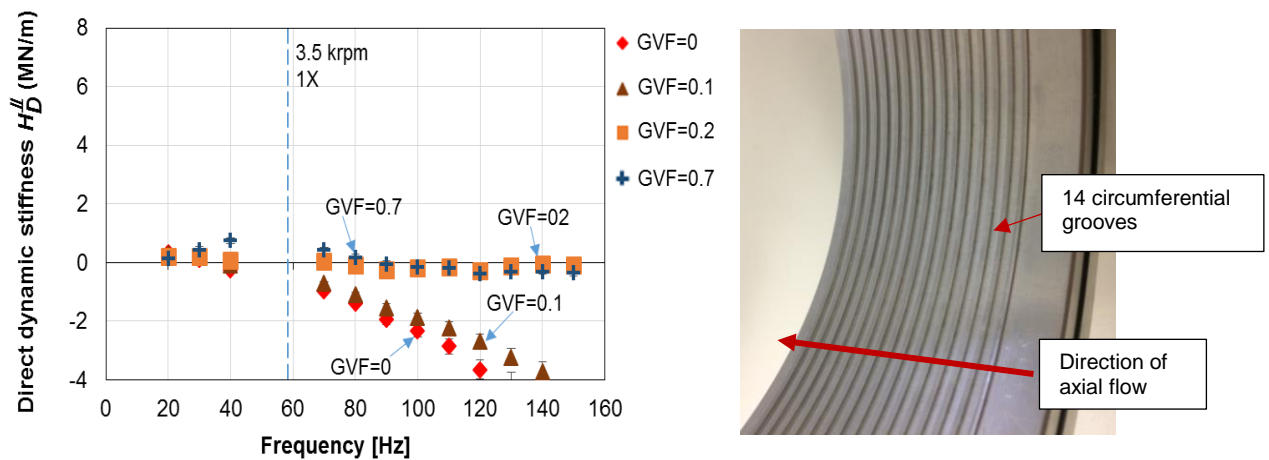 Direct dynamic stiffness H_D^μ (MN/m)
8
6
4
2
0
-2
-4
0 20 40 60 80 100 120 140 160
Frequency [Hz]
3.5 krpm
1X
GVF=0.7
GVF=02
GVF=0.1
GVF=0
GVF=0
GVF=0.1
GVF=0.2
GVF=0.7
14 circumferential
grooves
Direction of
axial flow